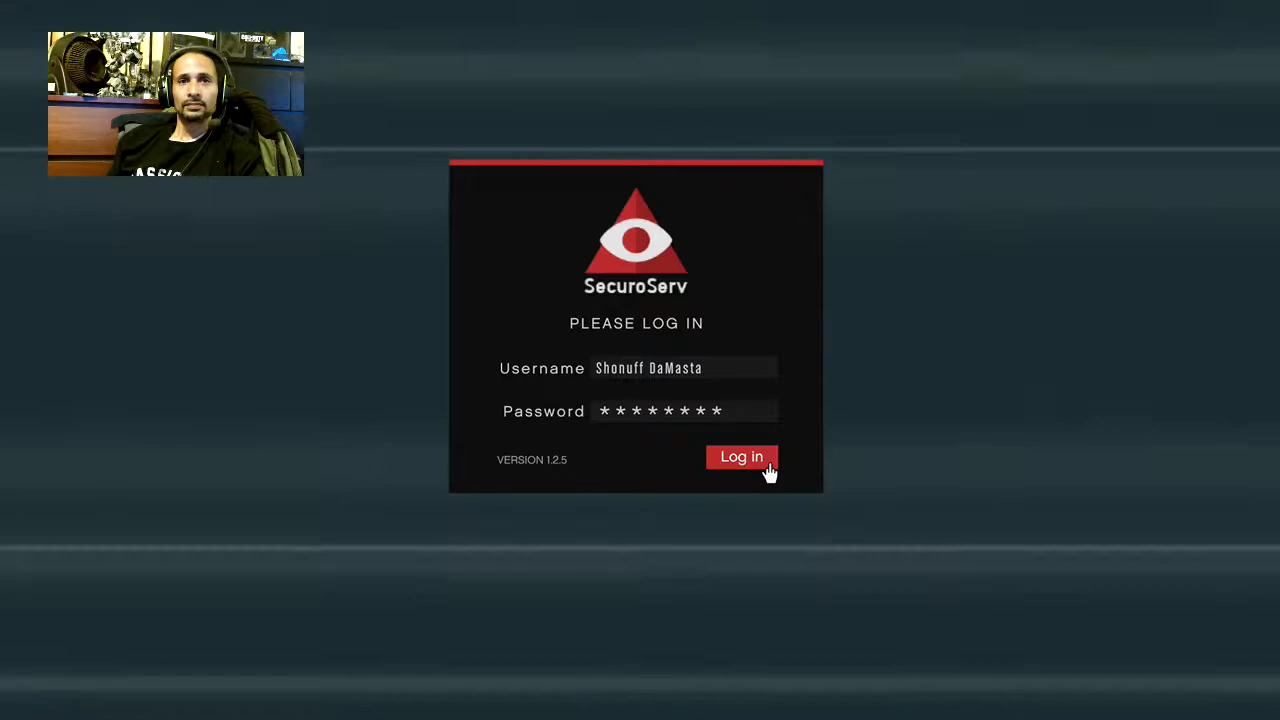 SecuroServ
PLEASE LOG IN
Username Shonuff DaMasta
Password ********
VERSION 1.2.5
Log in